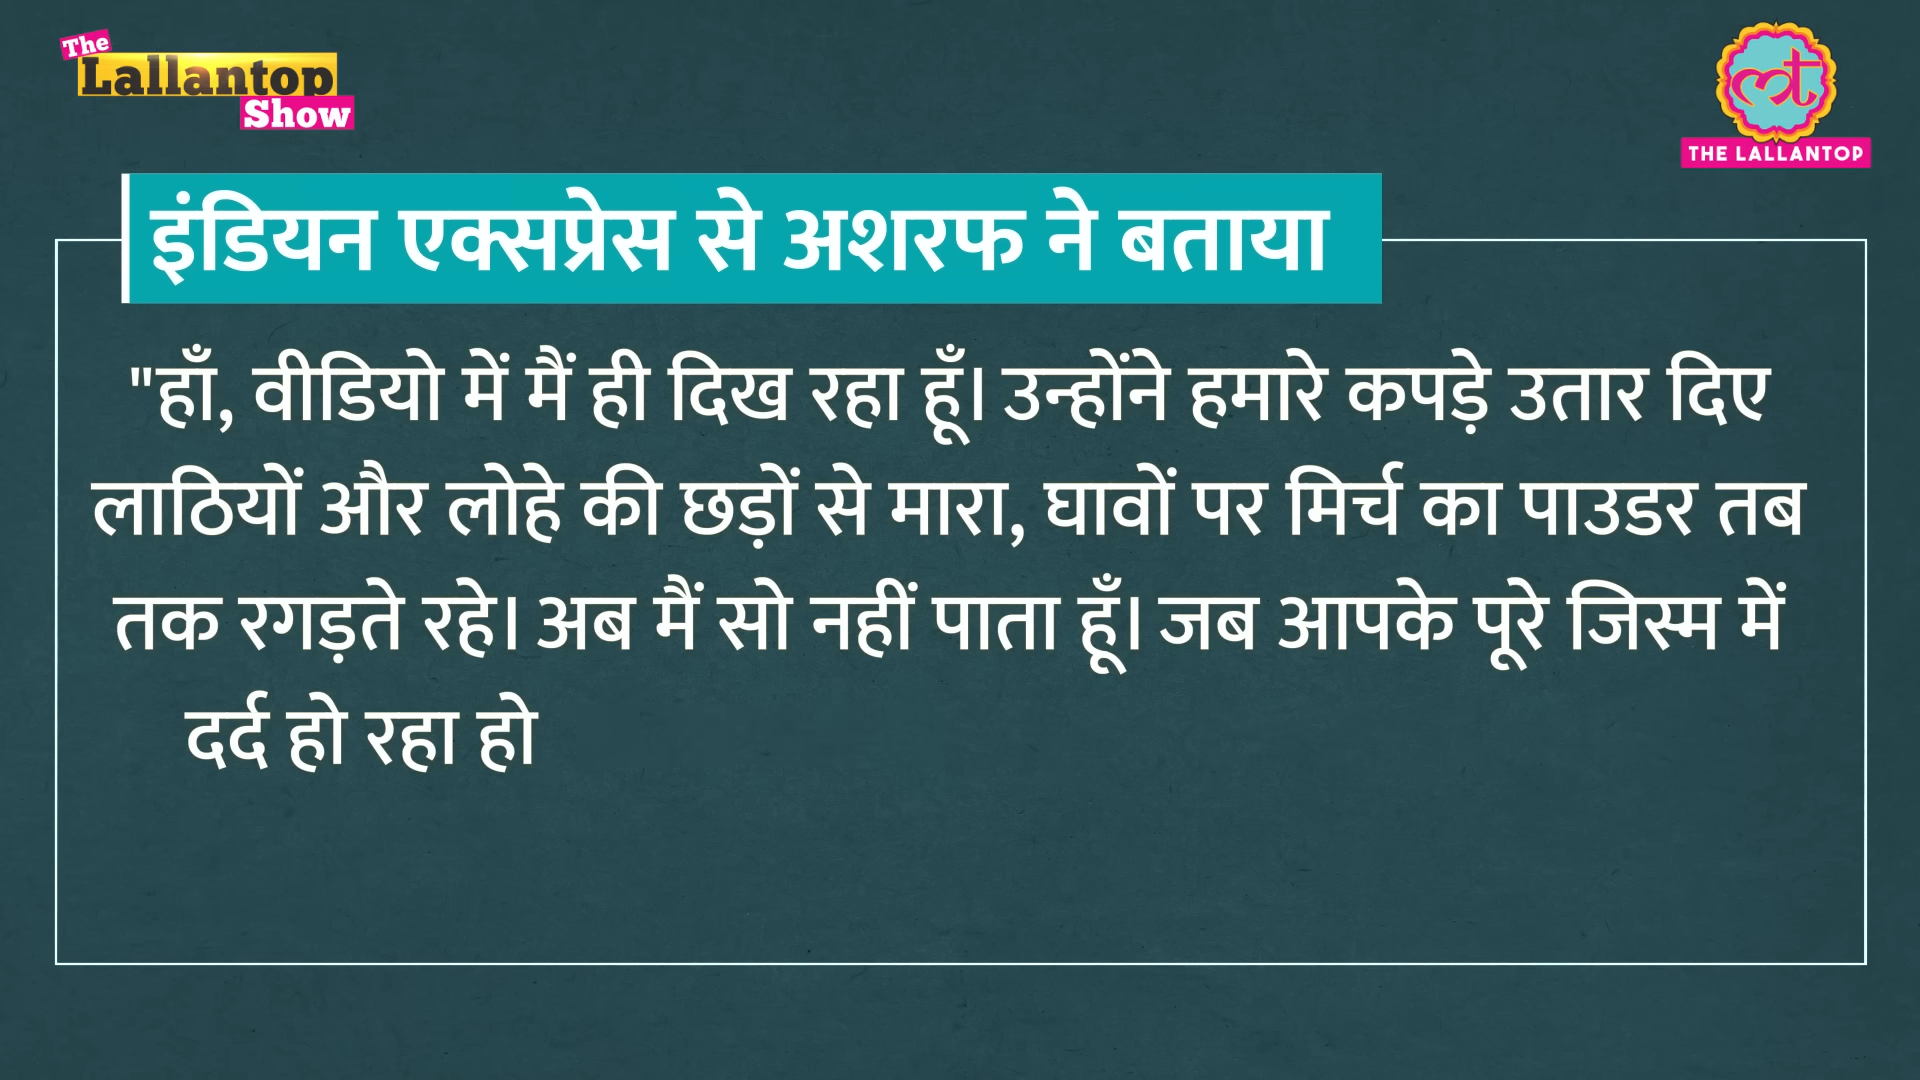 The
Lallantop
Show
THE LALLANTOP
इंडियन एक्सप्रेस से अशरफ ने बताया
"हाँ, वीडियो में मैं ही दिख रहा हूँ। उन्होंने हमारे कपड़े उतार दिए
लाठियों और लोहे की छड़ों से मारा, घावों पर मिर्च का पाउडर तब
तक रगड़ते रहे। अब मैं सो नहीं पाता हूँ। जब आपके पूरे जिस्म में
दर्द हो रहा हो